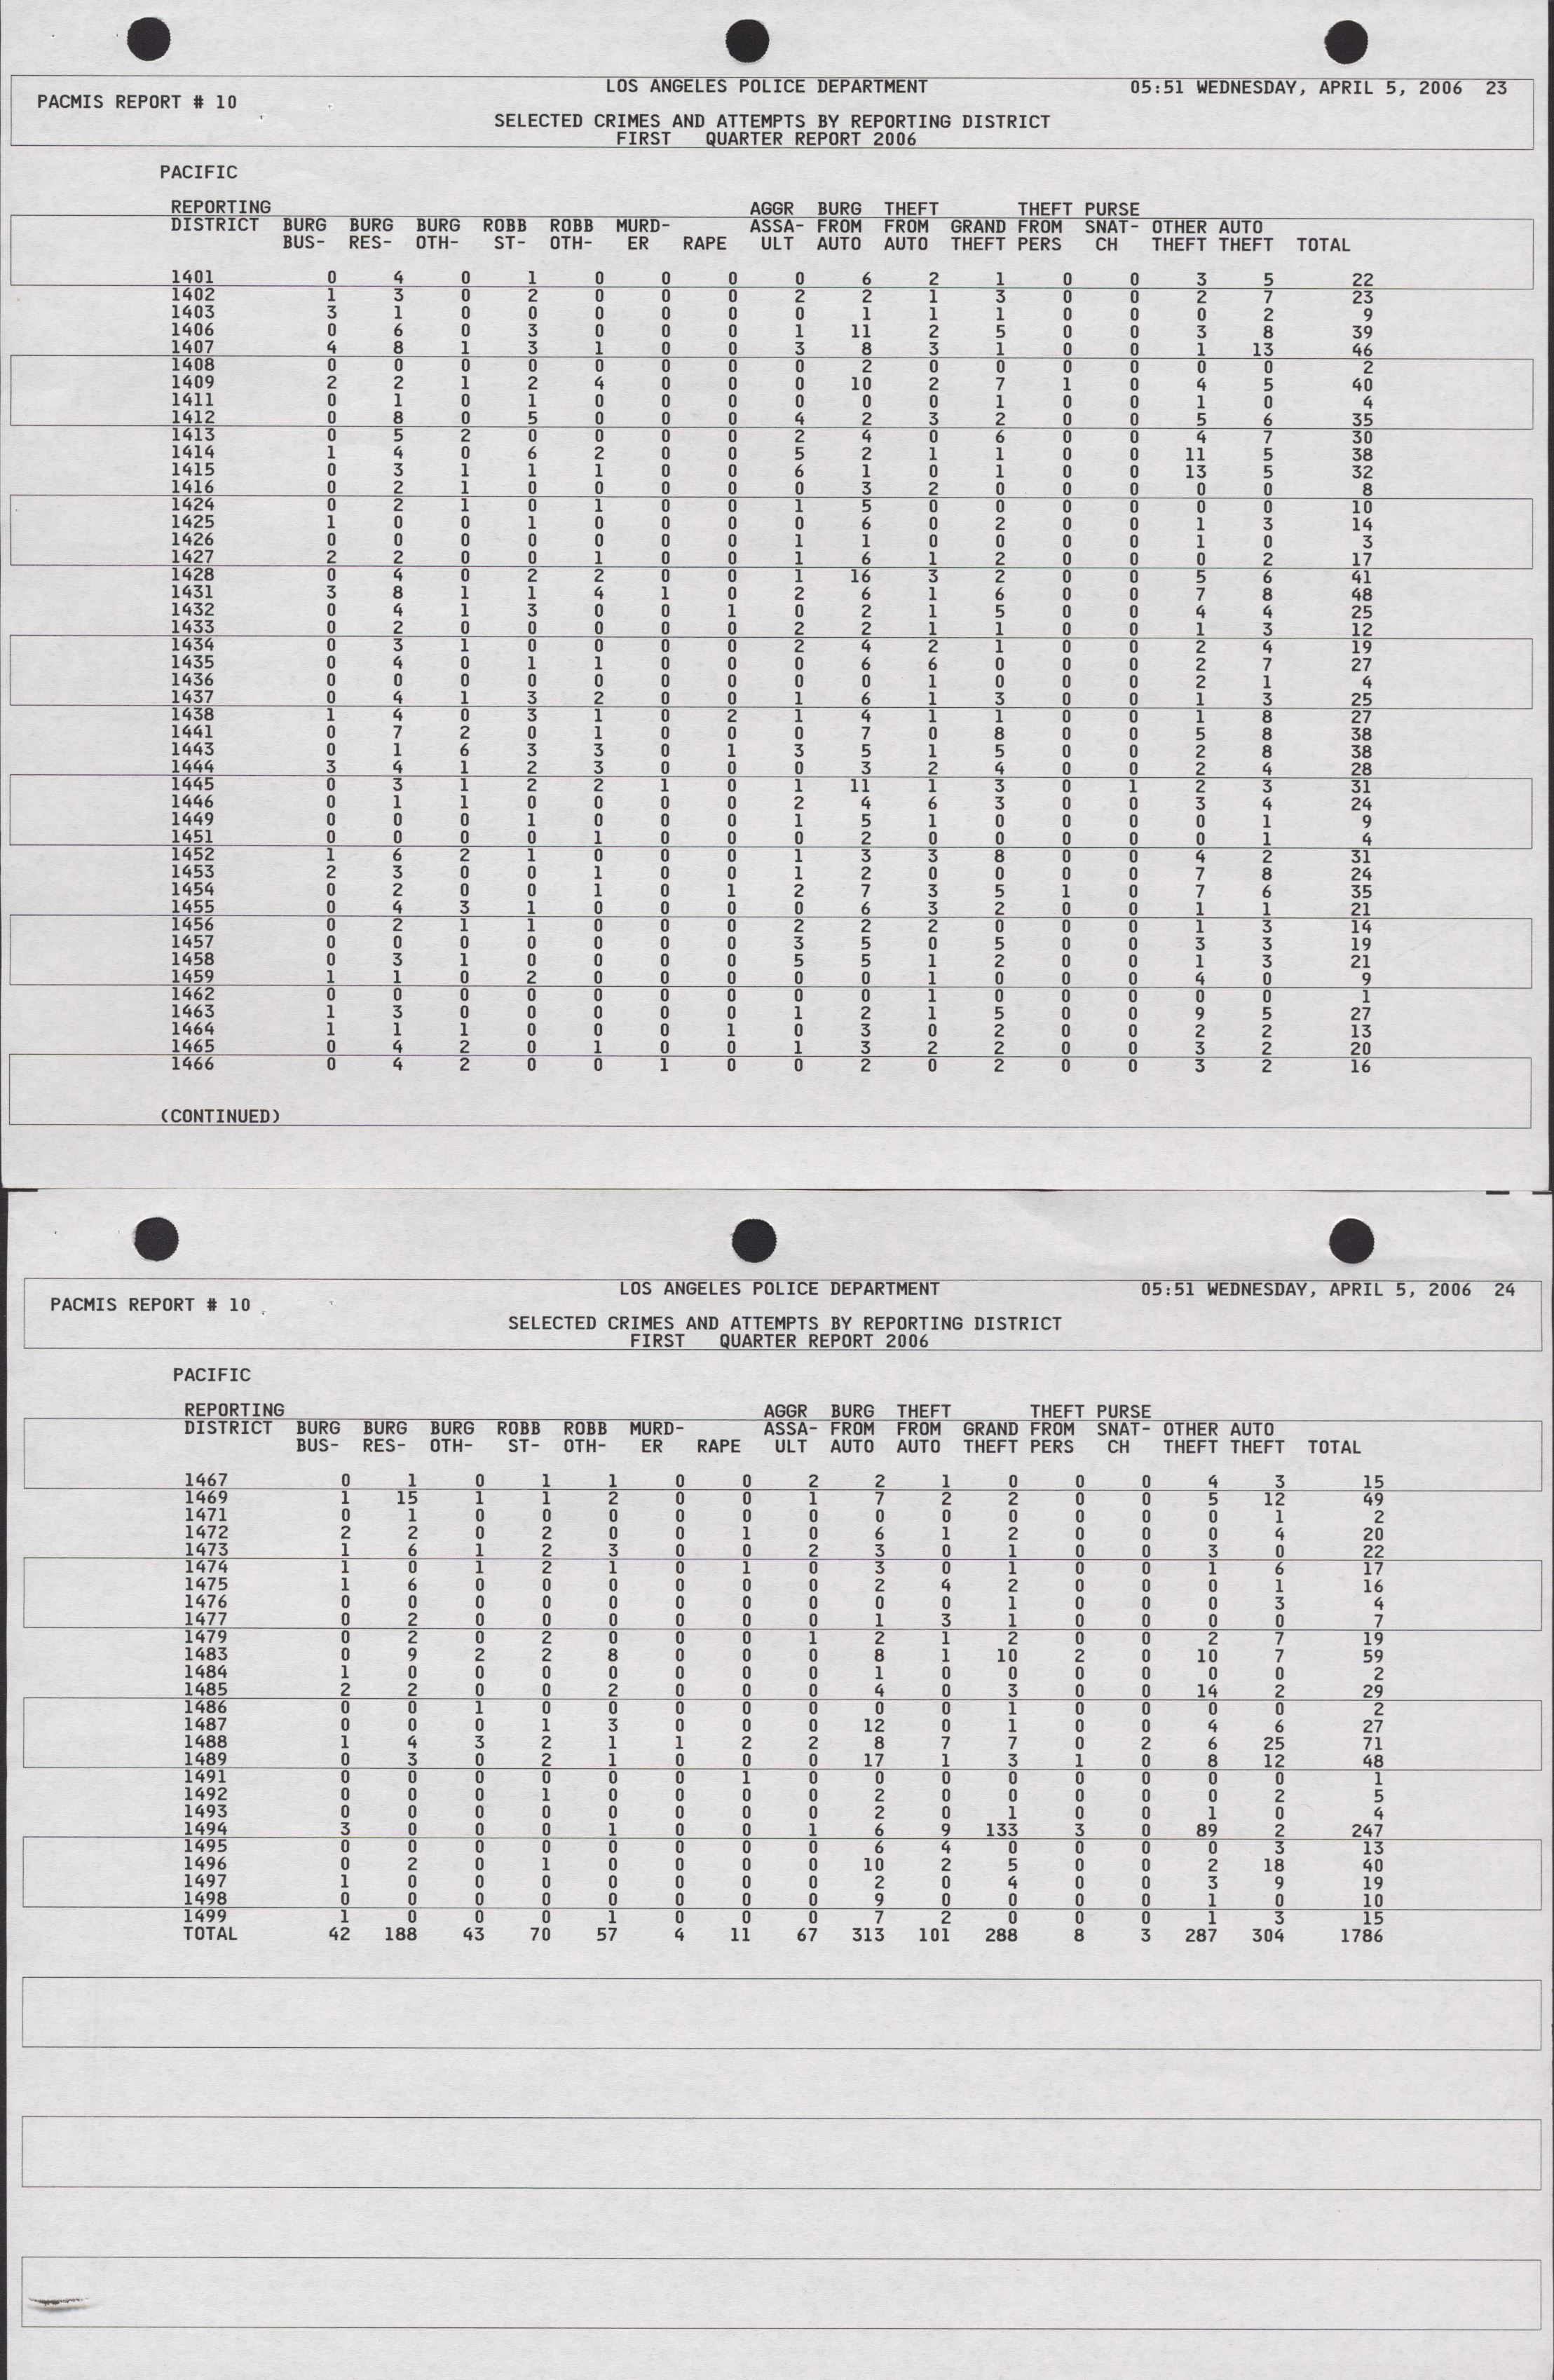 LOS ANGELES POLICE DEPARTMENT 05:51 WEDNESDAY, APRIL 5, 2006 23
PACMIS REPORT # 10
SELECTED CRIMES AND ATTEMPTS BY REPORTING DISTRICT
FIRST QUARTER REPORT 2006
PACIFIC
REPORTING AGGR BURG THEFT THEFT PURSE
DISTRICT BURG BURG BURG ROBB ROBB MURD- ASSA- FROM FROM GRAND FROM SNAT- OTHER AUTO
BUS- RES- OTH- ST- OTH- ER RAPE ULT AUTO AUTO THEFT PERS CH THEFT THEFT TOTAL
1401 0 4 0 1 0 0 0 0 6 2 1 0 0 3 5 22
1402 1 3 0 2 0 0 0 2 2 1 3 0 0 2 7 23
1403 3 1 0 0 0 0 0 0 1 1 1 0 0 0 2 9
1406 0 6 0 3 0 0 0 1 11 2 5 0 0 3 8 39
1407 4 8 1 3 1 0 0 3 8 3 1 0 0 1 13 46
1408 0 0 0 0 0 0 0 0 2 0 0 0 0 0 0 2
1409 2 2 1 2 4 0 0 0 10 2 7 1 0 4 5 40
1411 0 1 0 1 0 0 0 0 0 0 1 0 0 1 0 4
1412 0 8 0 5 0 0 0 4 2 3 2 0 0 5 6 35
1413 0 5 2 0 0 0 0 2 4 0 6 0 0 4 7 30
1414 1 4 0 6 2 0 0 5 2 1 1 0 0 11 5 38
1415 0 3 1 1 1 0 0 6 1 0 1 0 0 13 5 32
1416 0 2 1 0 0 0 0 0 3 2 0 0 0 0 0 8
1424 0 2 1 0 1 0 0 1 5 0 0 0 0 0 0 10
1425 1 0 0 1 0 0 0 0 6 0 2 0 0 1 3 14
1426 0 0 0 0 0 0 0 1 1 0 0 0 0 1 0 3
1427 2 2 0 0 1 0 0 1 6 1 2 0 0 0 2 17
1428 0 4 0 2 2 0 0 1 16 3 2 0 0 5 6 41
1431 3 8 1 1 4 1 0 2 6 1 6 0 0 7 8 48
1432 0 4 1 3 0 0 1 0 2 1 5 0 0 4 4 25
1433 0 2 0 0 0 0 0 2 2 1 1 0 0 1 3 12
1434 0 3 1 0 0 0 0 2 4 2 1 0 0 2 4 19
1435 0 4 0 1 1 0 0 0 6 6 0 0 0 2 7 27
1436 0 0 0 0 0 0 0 0 0 1 0 0 0 2 1 4
1437 0 4 1 3 2 0 0 1 6 1 3 0 0 1 3 25
1438 1 4 0 3 1 0 2 1 4 1 1 0 0 1 8 27
1441 0 7 2 0 1 0 0 0 7 0 8 0 0 5 8 38
1443 0 1 6 3 3 0 1 3 5 1 5 0 0 2 8 38
1444 3 4 1 2 3 0 0 0 3 2 4 0 0 2 4 28
1445 0 3 1 2 2 1 0 1 11 1 3 0 1 2 3 31
1446 0 1 1 0 0 0 0 2 4 6 3 0 0 3 4 24
1449 0 0 0 1 0 0 0 1 5 1 0 0 0 0 1 9
1451 0 0 0 0 1 0 0 0 2 0 0 0 0 0 1 4
1452 1 6 2 1 0 0 0 1 3 3 8 0 0 4 2 31
1453 2 3 0 0 1 0 0 1 2 0 0 0 0 7 8 24
1454 0 2 0 0 1 0 1 2 7 3 5 1 0 7 6 35
1455 0 4 3 1 0 0 0 0 6 3 2 0 0 1 1 21
1456 0 2 1 1 0 0 0 2 2 2 0 0 0 1 3 14
1457 0 0 0 0 0 0 0 3 5 0 5 0 0 3 3 19
1458 0 3 1 0 0 0 0 5 5 1 2 0 0 1 3 21
1459 1 1 0 2 0 0 0 0 0 1 0 0 0 4 0 9
1462 0 0 0 0 0 0 0 0 0 1 0 0 0 0 0 1
1463 1 3 0 0 0 0 0 1 2 1 5 0 0 9 5 27
1464 1 1 1 0 0 0 1 0 3 0 2 0 0 2 2 13
1465 0 4 2 0 1 0 0 1 3 2 2 0 0 3 2 20
1466 0 4 2 0 0 1 0 0 2 0 2 0 0 3 2 16
(CONTINUED)
LOS ANGELES POLICE DEPARTMENT 05:51 WEDNESDAY, APRIL 5, 2006 24
PACMIS REPORT # 10
SELECTED CRIMES AND ATTEMPTS BY REPORTING DISTRICT
FIRST QUARTER REPORT 2006
PACIFIC
REPORTING AGGR BURG THEFT THEFT PURSE
DISTRICT BURG BURG BURG ROBB ROBB MURD- ASSA- FROM FROM GRAND FROM SNAT- OTHER AUTO
BUS- RES- OTH- ST- OTH- ER RAPE ULT AUTO AUTO THEFT PERS CH THEFT THEFT TOTAL
1467 0 1 0 1 1 0 0 2 2 1 0 0 0 4 3 15
1469 1 15 1 1 2 0 0 1 7 2 2 0 0 5 12 49
1471 0 1 0 0 0 0 0 0 0 0 0 0 0 0 1 2
1472 2 2 0 2 0 0 1 0 6 1 2 0 0 0 4 20
1473 1 6 1 2 3 0 0 2 3 0 1 0 0 3 0 22
1474 1 0 1 2 1 0 1 0 3 0 1 0 0 1 6 17
1475 1 6 0 0 0 0 0 0 2 4 2 0 0 0 1 16
1476 0 0 0 0 0 0 0 0 0 0 1 0 0 0 3 4
1477 0 2 0 0 0 0 0 0 1 3 1 0 0 0 0 7
1479 0 2 0 2 0 0 0 1 2 1 2 0 0 2 7 19
1483 0 9 2 2 8 0 0 0 8 1 10 2 0 10 7 59
1484 1 0 0 0 0 0 0 0 1 0 0 0 0 0 0 2
1485 2 2 0 0 2 0 0 0 4 0 3 0 0 14 2 29
1486 0 0 1 0 0 0 0 0 0 0 1 0 0 0 0 2
1487 0 0 0 1 3 0 0 0 12 0 1 0 0 4 6 27
1488 1 4 3 2 1 1 2 2 8 7 7 0 2 6 25 71
1489 0 3 0 2 1 0 0 0 17 1 3 1 0 8 12 48
1491 0 0 0 0 0 0 1 0 0 0 0 0 0 0 0 1
1492 0 0 0 1 0 0 0 0 2 0 0 0 0 0 2 5
1493 0 0 0 0 0 0 0 0 2 0 1 0 0 1 0 4
1494 3 0 0 0 1 0 0 1 6 9 133 3 0 89 2 247
1495 0 0 0 0 0 0 0 0 6 4 0 0 0 0 3 13
1496 0 2 0 1 0 0 0 0 10 2 5 0 0 2 18 40
1497 1 0 0 0 0 0 0 0 2 0 4 0 0 3 9 19
1498 0 0 0 0 0 0 0 0 9 0 0 0 0 1 0 10
1499 1 0 0 0 1 0 0 0 7 2 0 0 0 1 3 15
TOTAL 42 188 43 70 57 4 11 67 313 101 288 8 3 287 304 1786